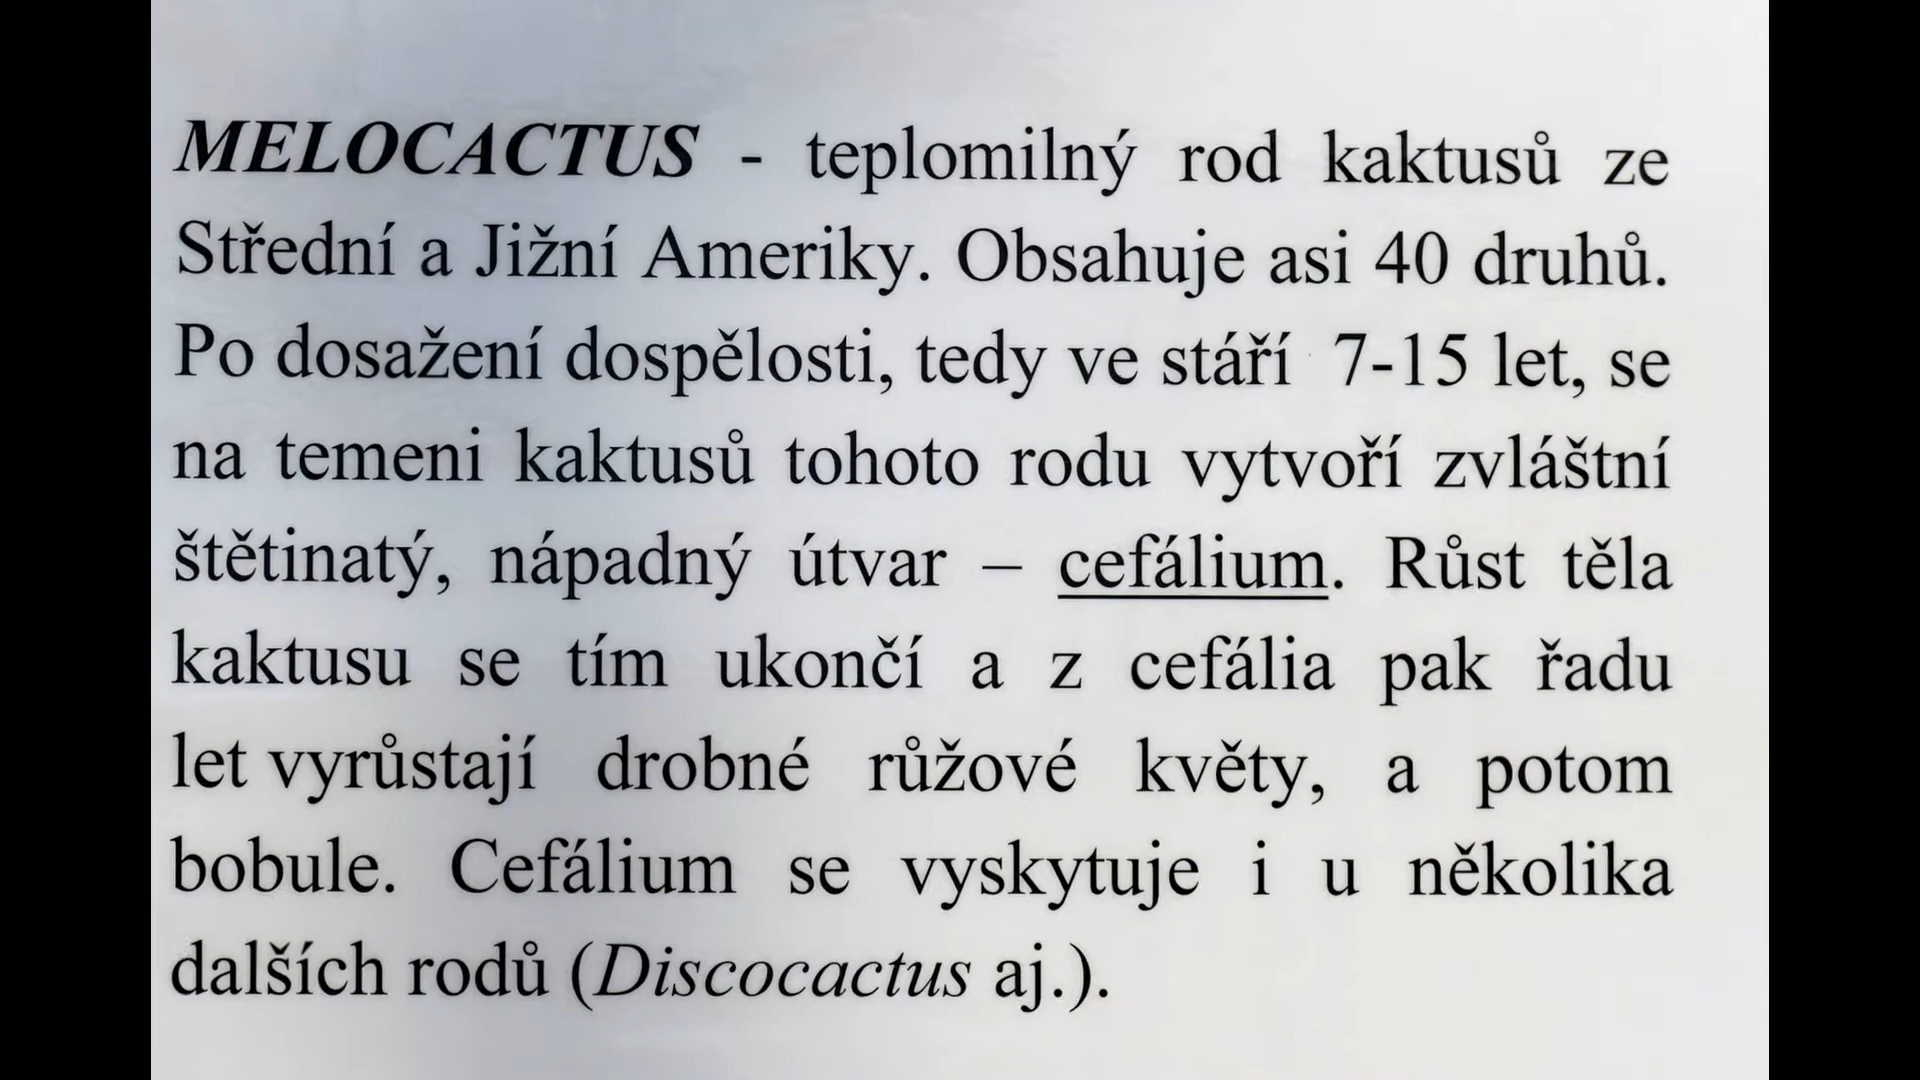 MELOCACTUS - teplomilný rod kaktusů ze
Střední a Jižní Ameriky. Obsahuje asi 40 druhů.
Po dosažení dospělosti, tedy ve stáří 7-15 let, se
na temeni kaktusů tohoto rodu vytvoří zvláštní
štětinatý, nápadný útvar – cefálium. Růst těla
kaktusu se tím ukončí a z cefália pak řadu
let vyrůstají drobné růžové květy, a potom
bobule. Cefálium se vyskytuje i u několika
dalších rodů (Discocactus aj.).